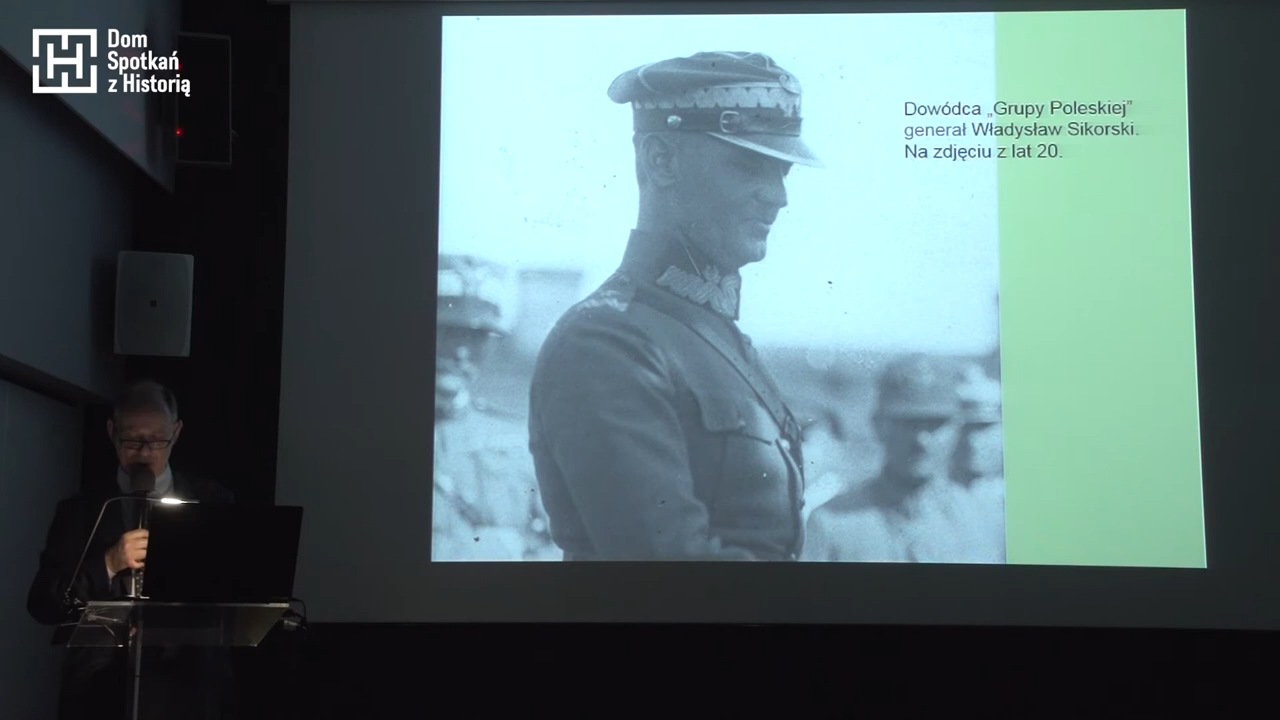 Dom
Spotkań
z Historią
Dowódca „Grupy Poleskiej”
generał Władysław Sikorski.
Na zdjęciu z lat 20.